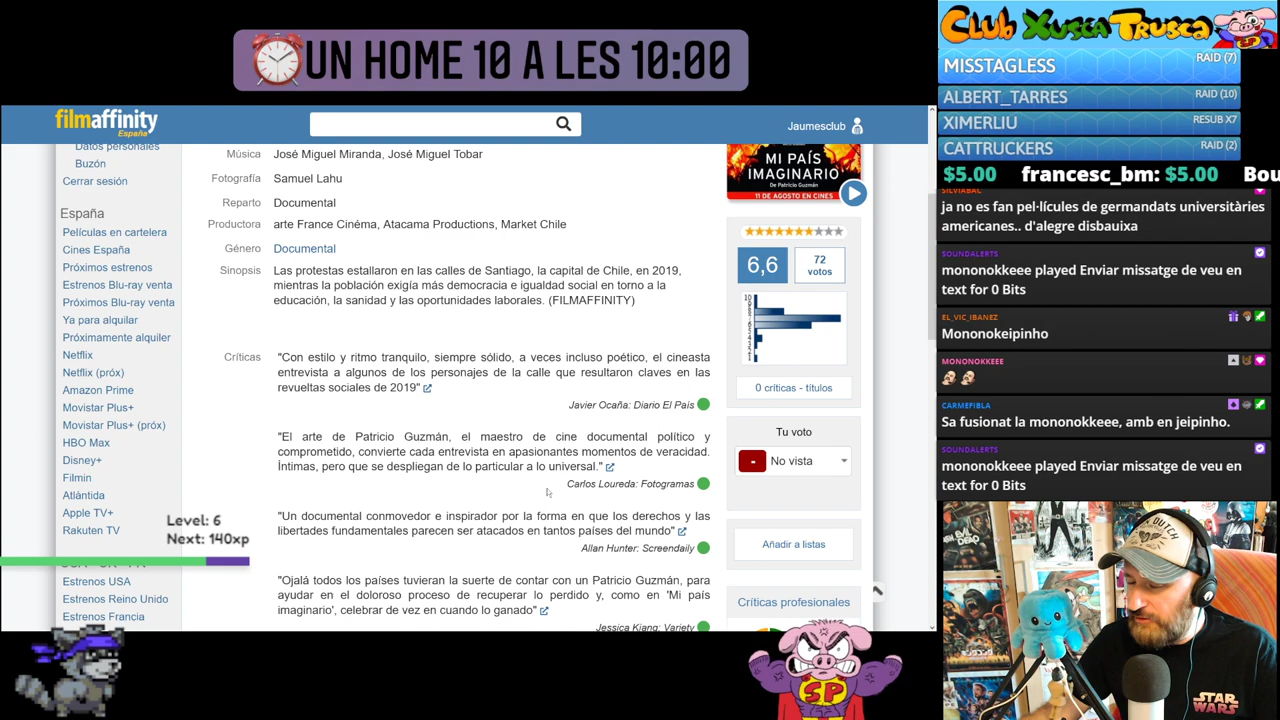 UN HOME 10 A LES 10:00
filmaffinity
España
Jaumesclub
Datos personales
Buzón
Cerrar sesión
España
Películas en cartelera
Cines España
Próximos estrenos
Estrenos Blu-ray venta
Próximos Blu-ray venta
Ya para alquilar
Próximamente alquiler
Netflix
Netflix (próx)
Amazon Prime
Movistar Plus+
Movistar Plus+ (próx)
HBO Max
Disney+
Filmin
Atlàntida
Apple TV+
Rakuten TV
Estrenos USA
Estrenos Reino Unido
Estrenos Francia
Level: 6
Next: 140xp
Música José Miguel Miranda, José Miguel Tobar
Fotografía Samuel Lahu
Reparto Documental
Productora arte France Cinéma, Atacama Productions, Market Chile
Género Documental
Sinopsis Las protestas estallaron en las calles de Santiago, la capital de Chile, en 2019,
mientras la población exigía más democracia e igualdad social en torno a la
educación, la sanidad y las oportunidades laborales. (FILMAFFINITY)
Críticas "Con estilo y ritmo tranquilo, siempre sólido, a veces incluso poético, el cineasta
entrevista a algunos de los personajes de la calle que resultaron claves en las
revueltas sociales de 2019"
Javier Ocaña: Diario El País
"El arte de Patricio Guzmán, el maestro de cine documental político y
comprometido, convierte cada entrevista en apasionantes momentos de veracidad.
Íntimas, pero que se despliegan de lo particular a lo universal."
Carlos Loureda: Fotogramas
"Un documental conmovedor e inspirador por la forma en que los derechos y las
libertades fundamentales parecen ser atacados en tantos países del mundo"
Allan Hunter: Screendaily
"Ojalá todos los países tuvieran la suerte de contar con un Patricio Guzmán, para
ayudar en el doloroso proceso de recuperar lo perdido y, como en 'Mi país
imaginario', celebrar de vez en cuando lo ganado"
Jessica Kiang: Variety
MI PAÍS
IMAGINARIO
De Patricio Guzmán
11 DE AGOSTO EN CINES
6,6
72
votos
10
0 críticas - títulos
Tu voto
- No vista
Añadir a listas
Críticas profesionales
SP
Club Xusca Trusca
SP
MISSTAGLESS RAID (7)
ALBERT_TARRES RAID (10)
XIMERLIU RESUB X7
CATTRUCKERS RAID (2)
$5.00 francesc_bm: $5.00 Bou
SILVIABAC
ja no es fan pel·lícules de germandats universitàries
americanes.. d'alegre disbauixa
SOUNDALERTS
mononokkeee played Enviar missatge de veu en
text for 0 Bits
EL_VIC_IBANEZ
Mononokeipinho
MONONOKKEEE
CARMEFIBLA
Sa fusionat la mononokkeee, amb en jeipinho.
SOUNDALERTS
mononokkeee played Enviar missatge de veu en
text for 0 Bits
STAR
WARS